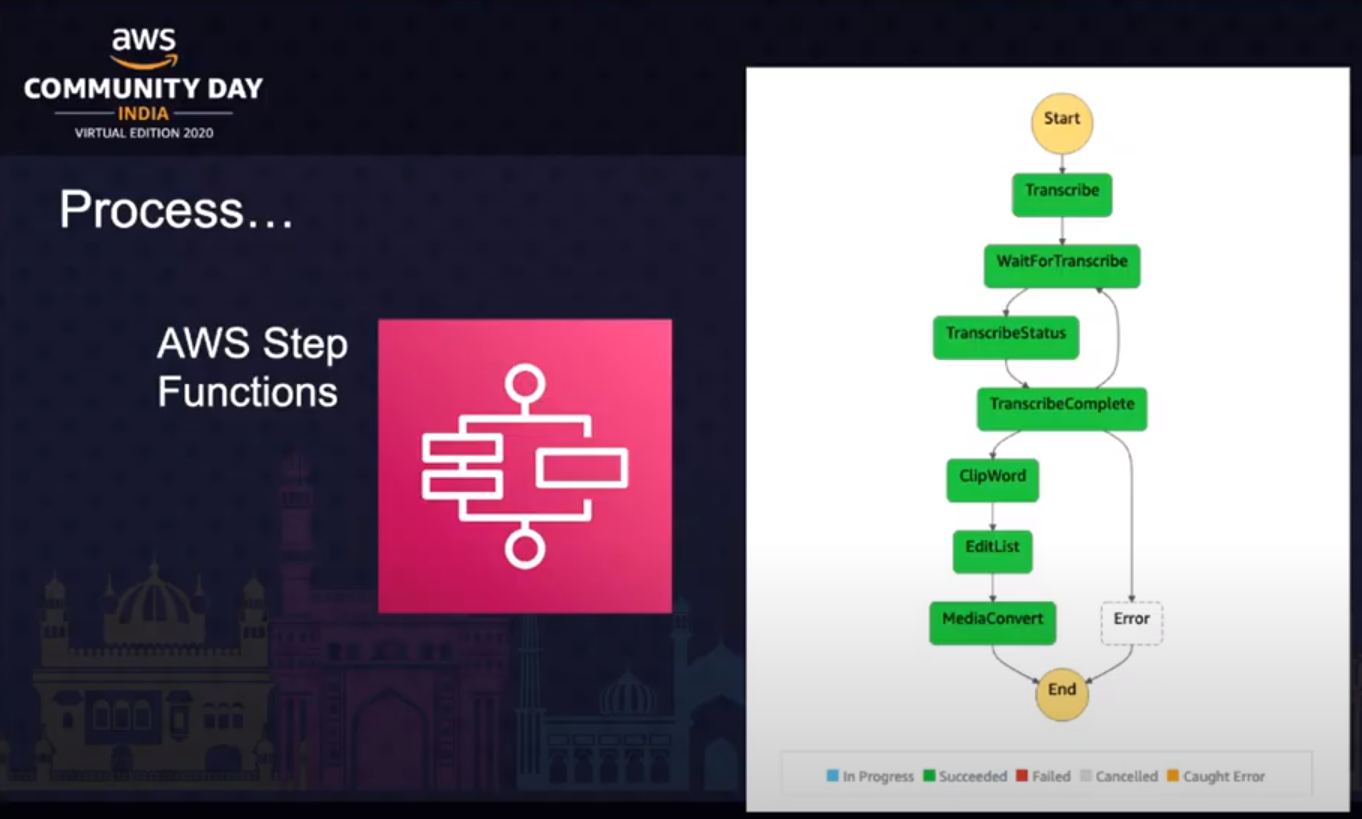 aws
COMMUNITY DAY
INDIA
VIRTUAL EDITION 2020
Process…
AWS Step
Functions
Start
Transcribe
WaitForTranscribe
TranscribeStatus
TranscribeComplete
ClipWord
EditList
MediaConvert
Error
End
In Progress Succeeded Failed Cancelled Caught Error